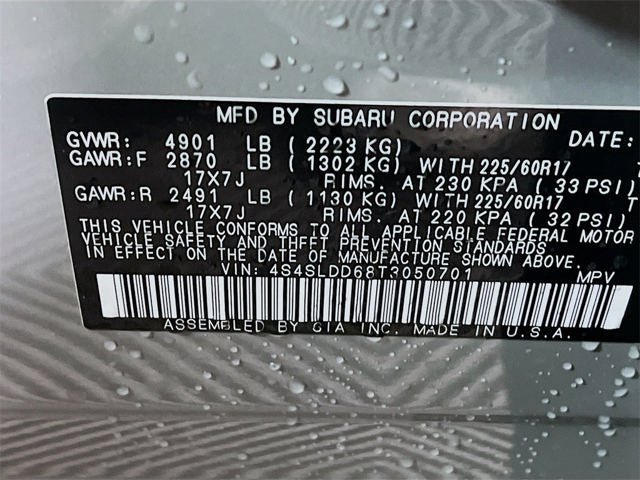 MFD BY SUBARU CORPORATION
GVWR: 4901 LB ( 2223 KG) DATE:
GAWR:F 2870 LB ( 1302 KG) WITH 225/60R17 T
17X7J RIMS. AT 230 KPA ( 33 PSI)
GAWR:R 2491 LB ( 1130 KG) WITH 225/60R17 T
17X7J RIMS. AT 220 KPA ( 32 PSI)
THIS VEHICLE CONFORMS TO ALL APPLICABLE FEDERAL MOTOR
VEHICLE SAFETY AND THEFT PREVENTION STANDARDS
IN EFFECT ON THE DATE OF MANUFACTURE SHOWN ABOVE.
VIN: 4S4SLDD68T3050701 MPV
ASSEMBLED BY SIA INC. MADE IN U.S.A.